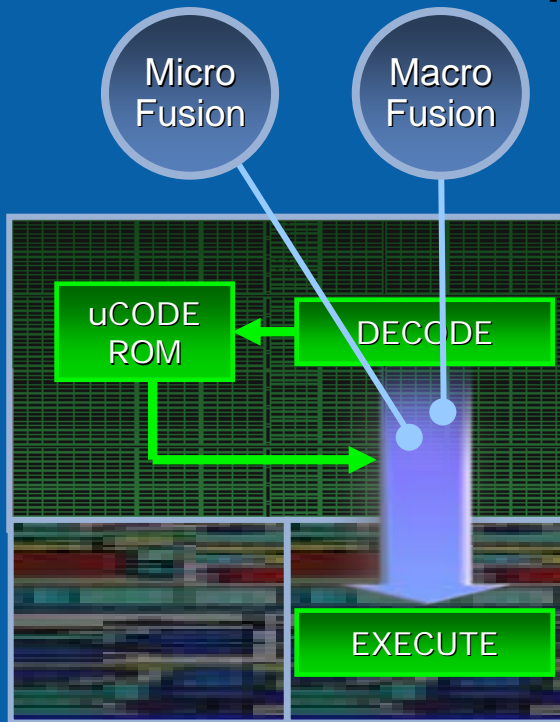 Micro
Fusion
Macro
Fusion
uCODE
ROM
DECODE
EXECUTE